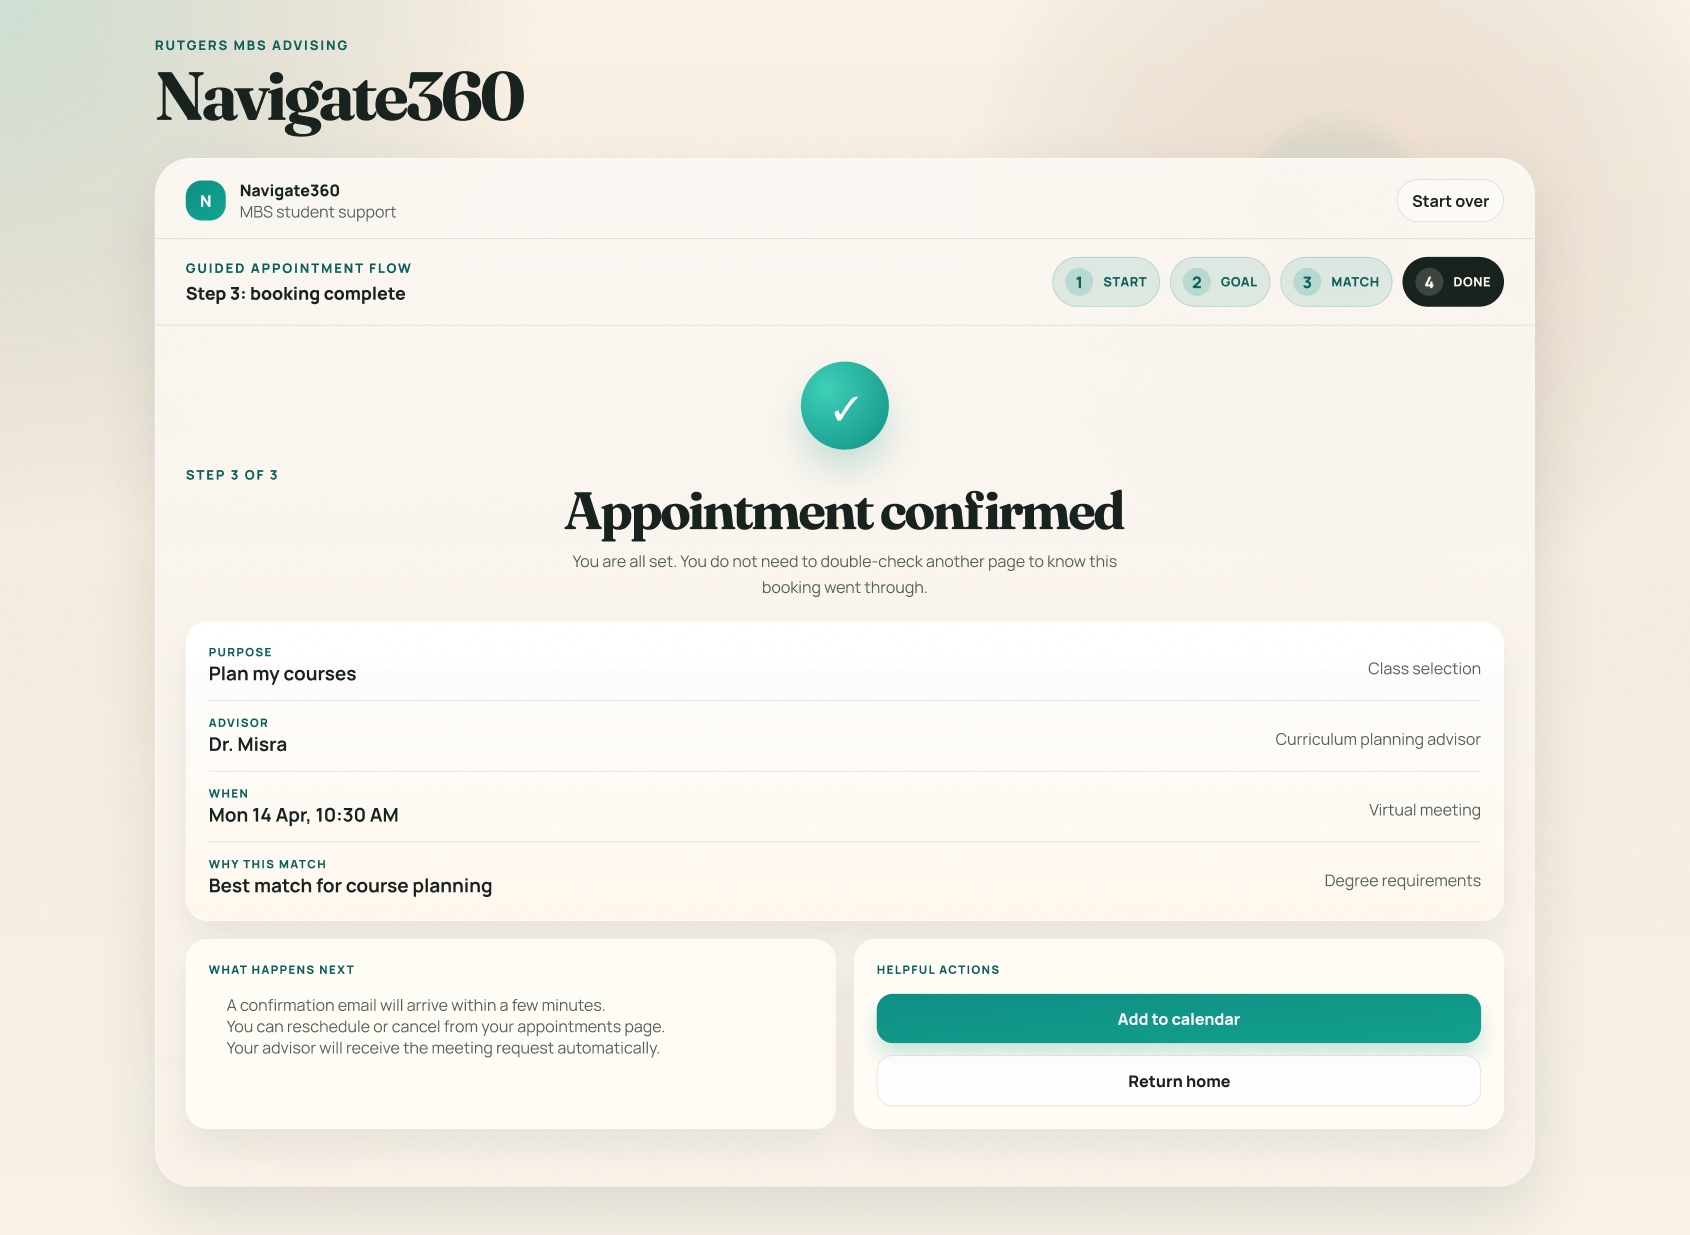 RUTGERS MBS ADVISING
Navigate360
N
Navigate360
MBS student support
Start over
GUIDED APPOINTMENT FLOW
Step 3: booking complete
1 START
2 GOAL
3 MATCH
4 DONE
✓
STEP 3 OF 3
Appointment confirmed
You are all set. You do not need to double-check another page to know this
booking went through.
PURPOSE
Plan my courses
Class selection
ADVISOR
Dr. Misra
Curriculum planning advisor
WHEN
Mon 14 Apr, 10:30 AM
Virtual meeting
WHY THIS MATCH
Best match for course planning
Degree requirements
WHAT HAPPENS NEXT
A confirmation email will arrive within a few minutes.
You can reschedule or cancel from your appointments page.
Your advisor will receive the meeting request automatically.
HELPFUL ACTIONS
Add to calendar
Return home